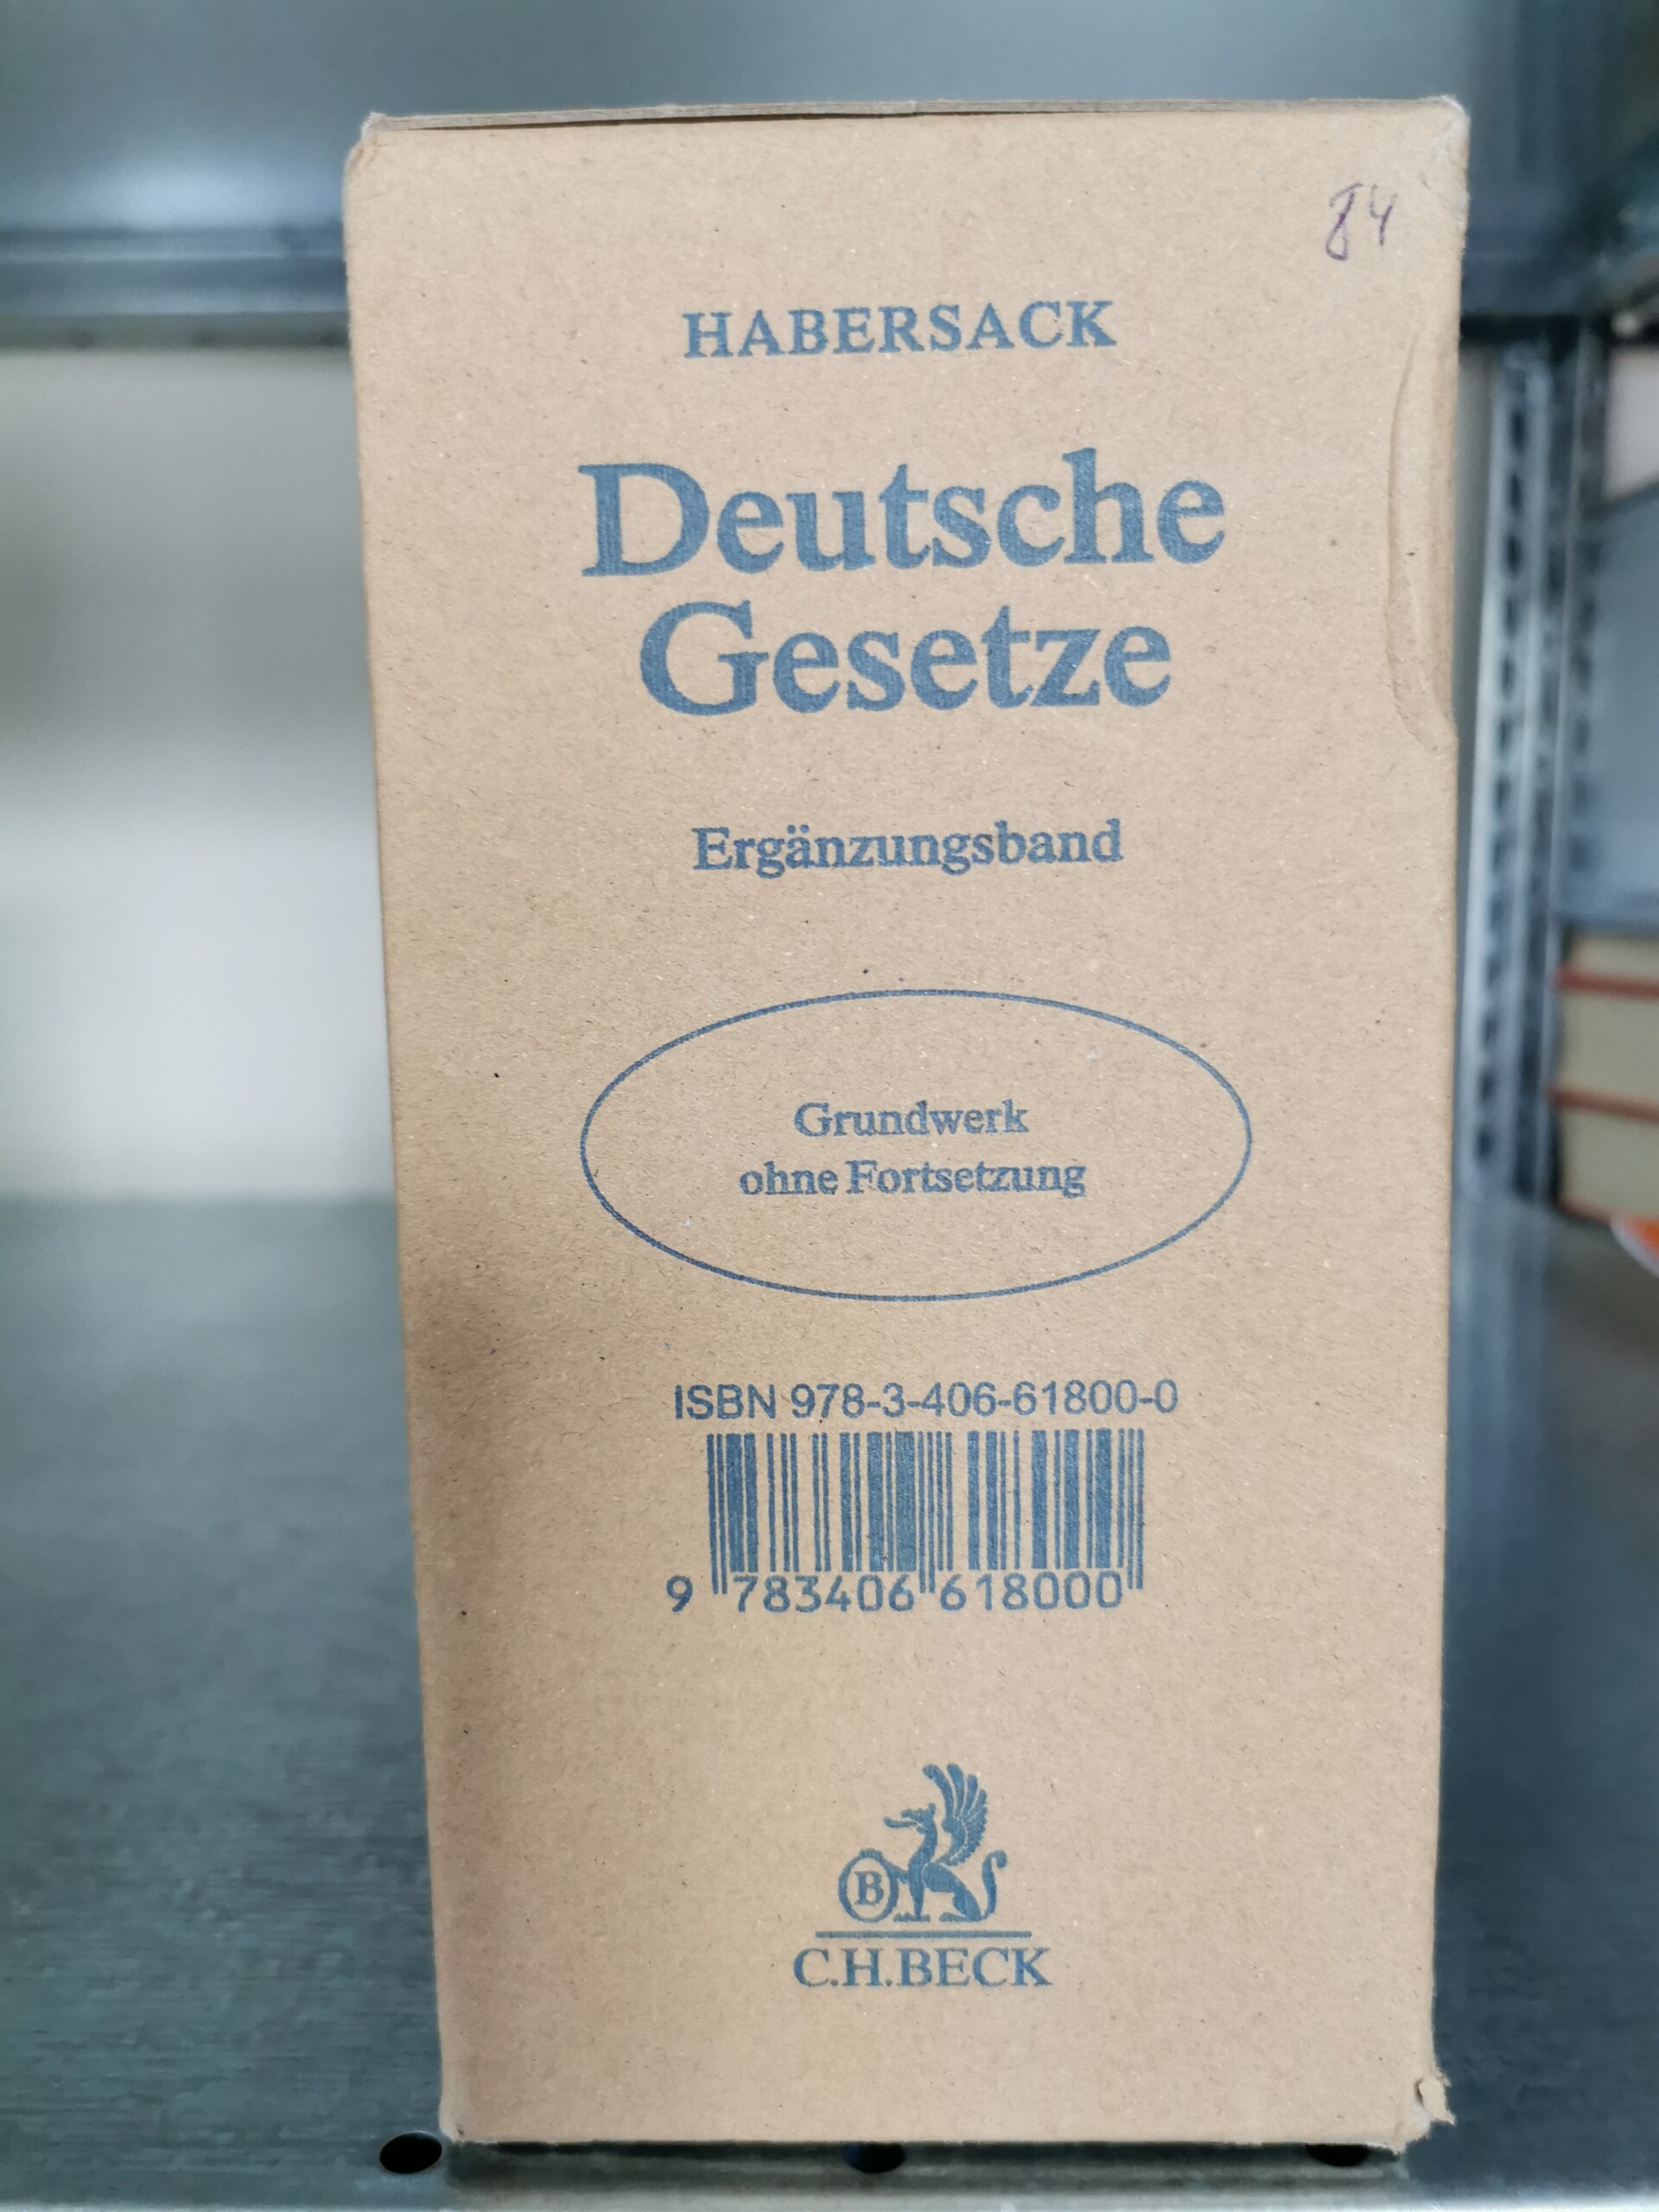 84
HABERSACK
Deutsche
Gesetze
Ergänzungsband
Grundwerk
ohne Fortsetzung
ISBN 978-3-406-61800-0
9 783406 618000
B
C.H.BECK